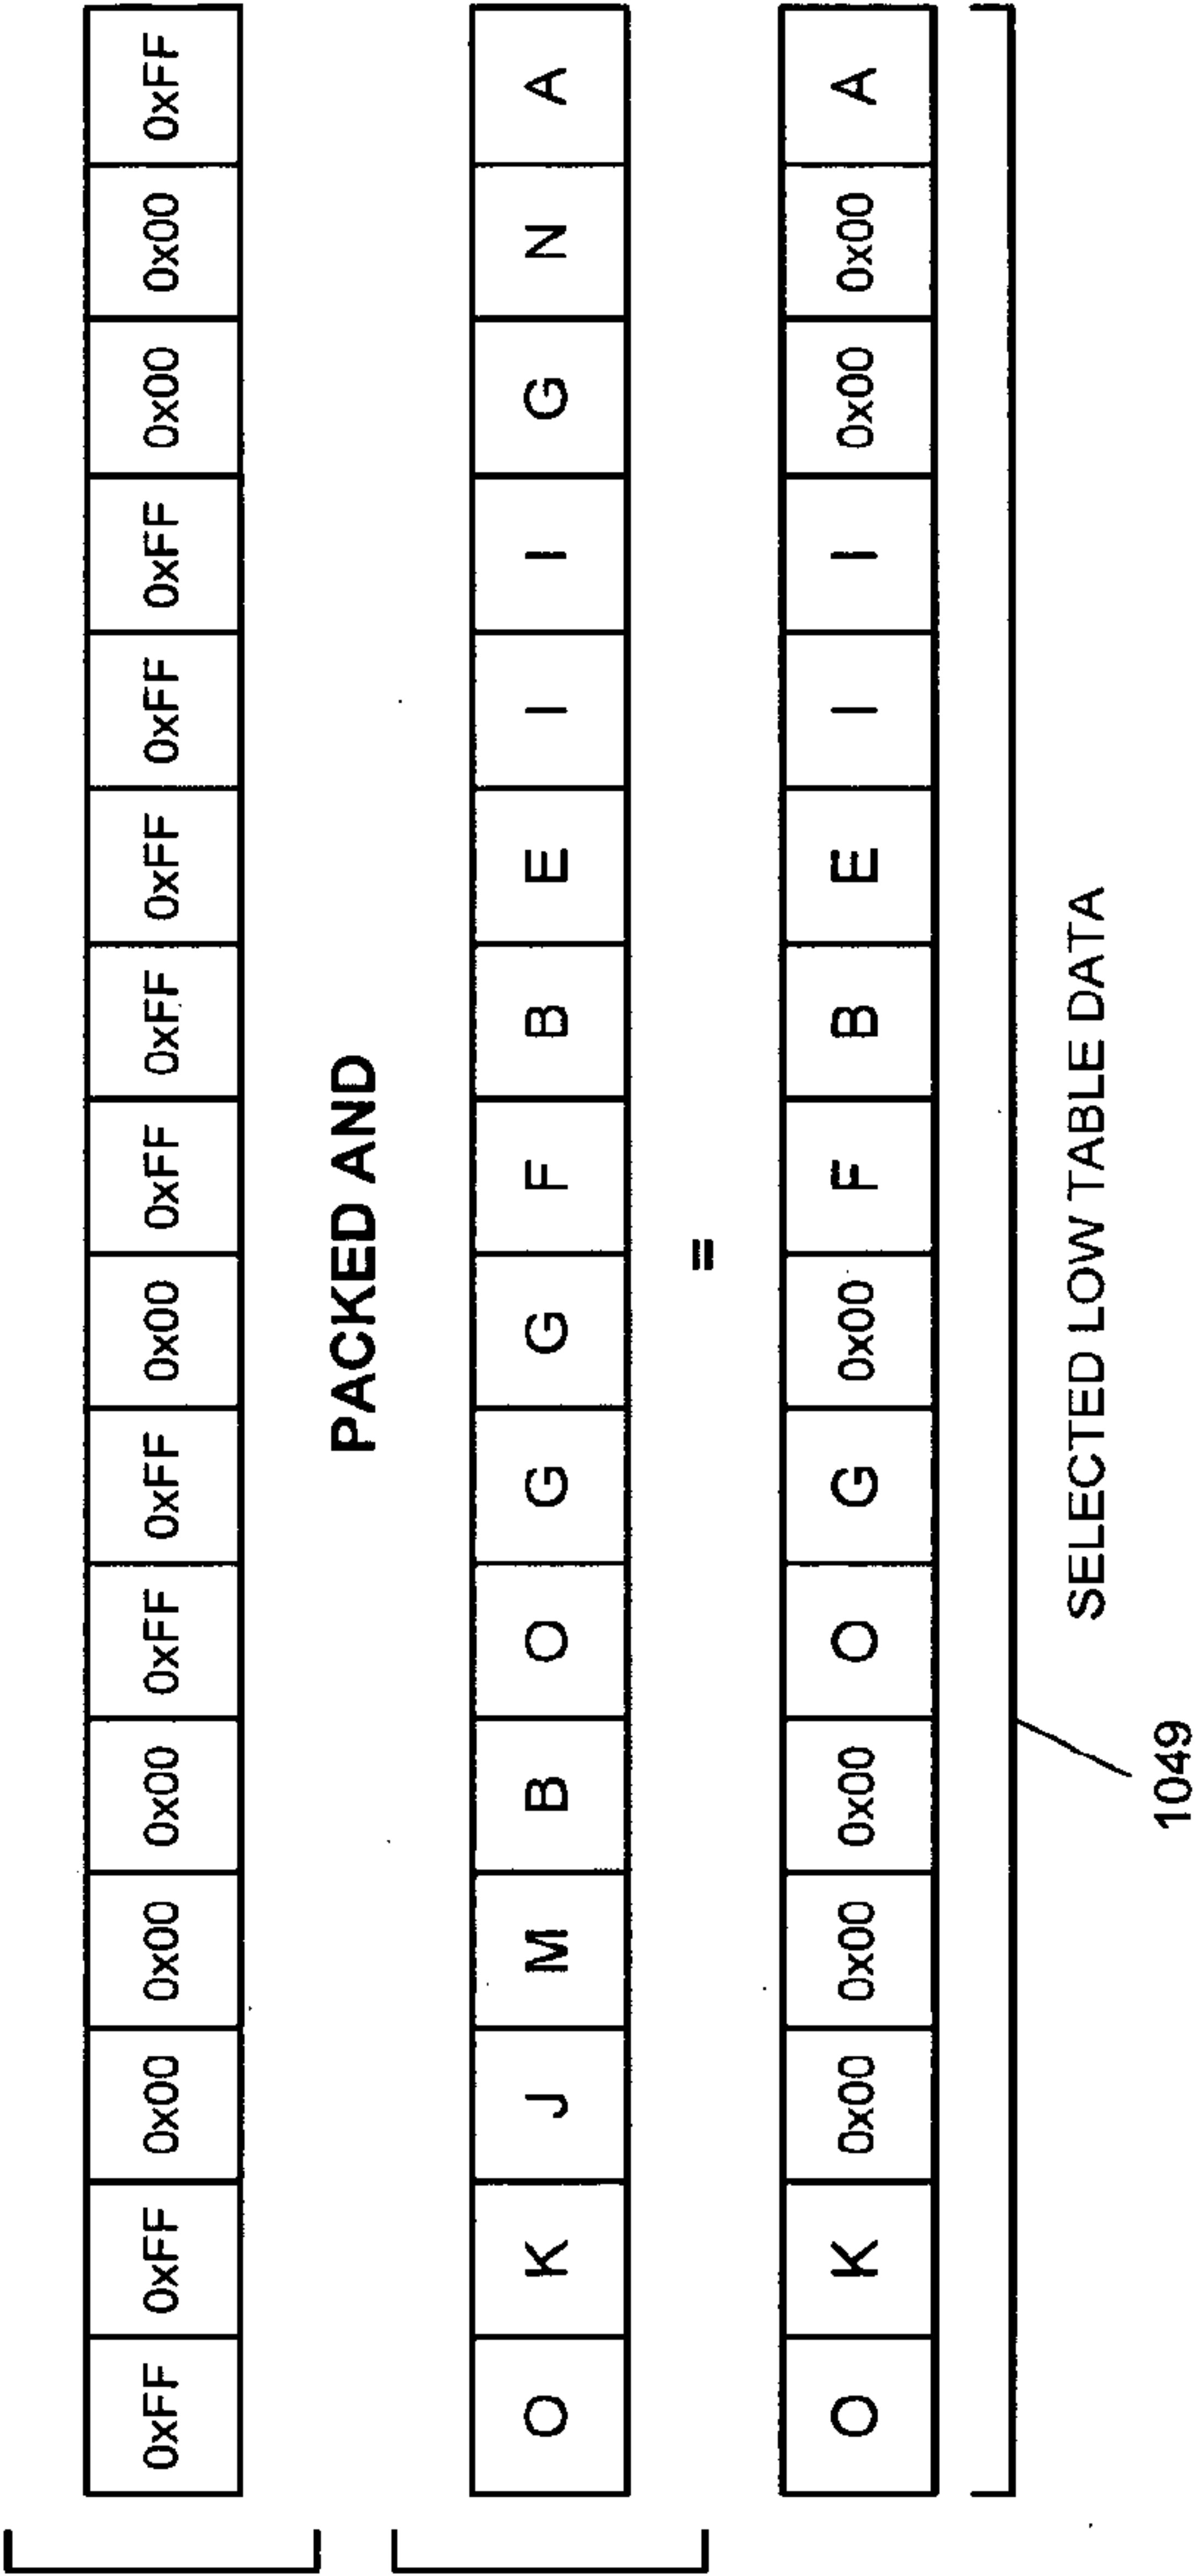 0xFF 0xFF 0x00 0x00 0x00 0xFF 0xFF 0x00 0xFF 0xFF 0xFF 0xFF 0xFF 0x00 0x00 0xFF
PACKED AND
O K J M B O G G F B E I I G N A
=
O K 0x00 0x00 0x00 O G 0x00 F B E I I 0x00 0x00 A
SELECTED LOW TABLE DATA
1049